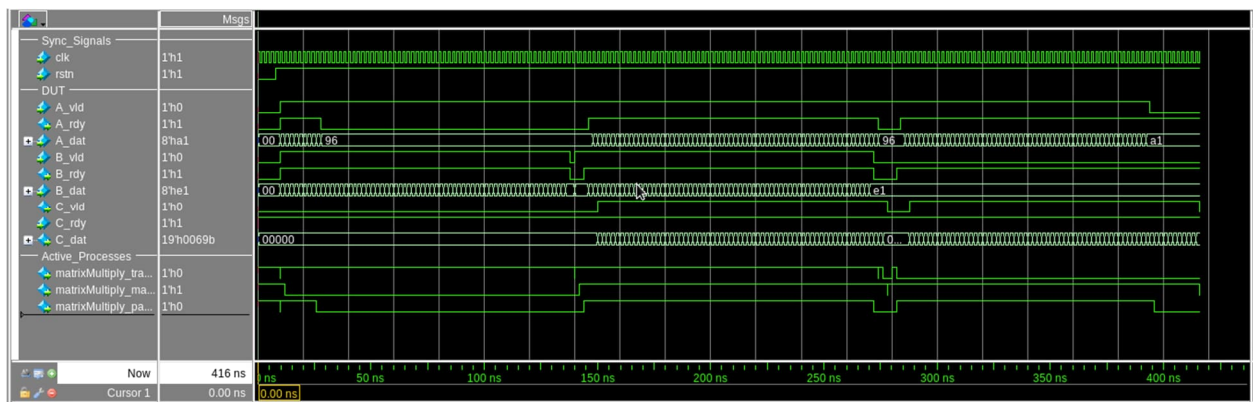 Msgs
Sync_Signals
clk 1'h1
rstn 1'h1
DUT
A_vld 1'h0
A_rdy 1'h1
A_dat 8'ha1 00 96 96 a1
B_vld 1'h0
B_rdy 1'h1
B_dat 8'he1 00 e1
C_vld 1'h0
C_rdy 1'h1
C_dat 19'h0069b 00000 0...
Active_Processes
matrixMultiply_tra... 1'h0
matrixMultiply_ma... 1'h1
matrixMultiply_pa... 1'h0
Now 416 ns ns 50 ns 100 ns 150 ns 200 ns 250 ns 300 ns 350 ns 400 ns
Cursor 1 0.00 ns 0.00 ns